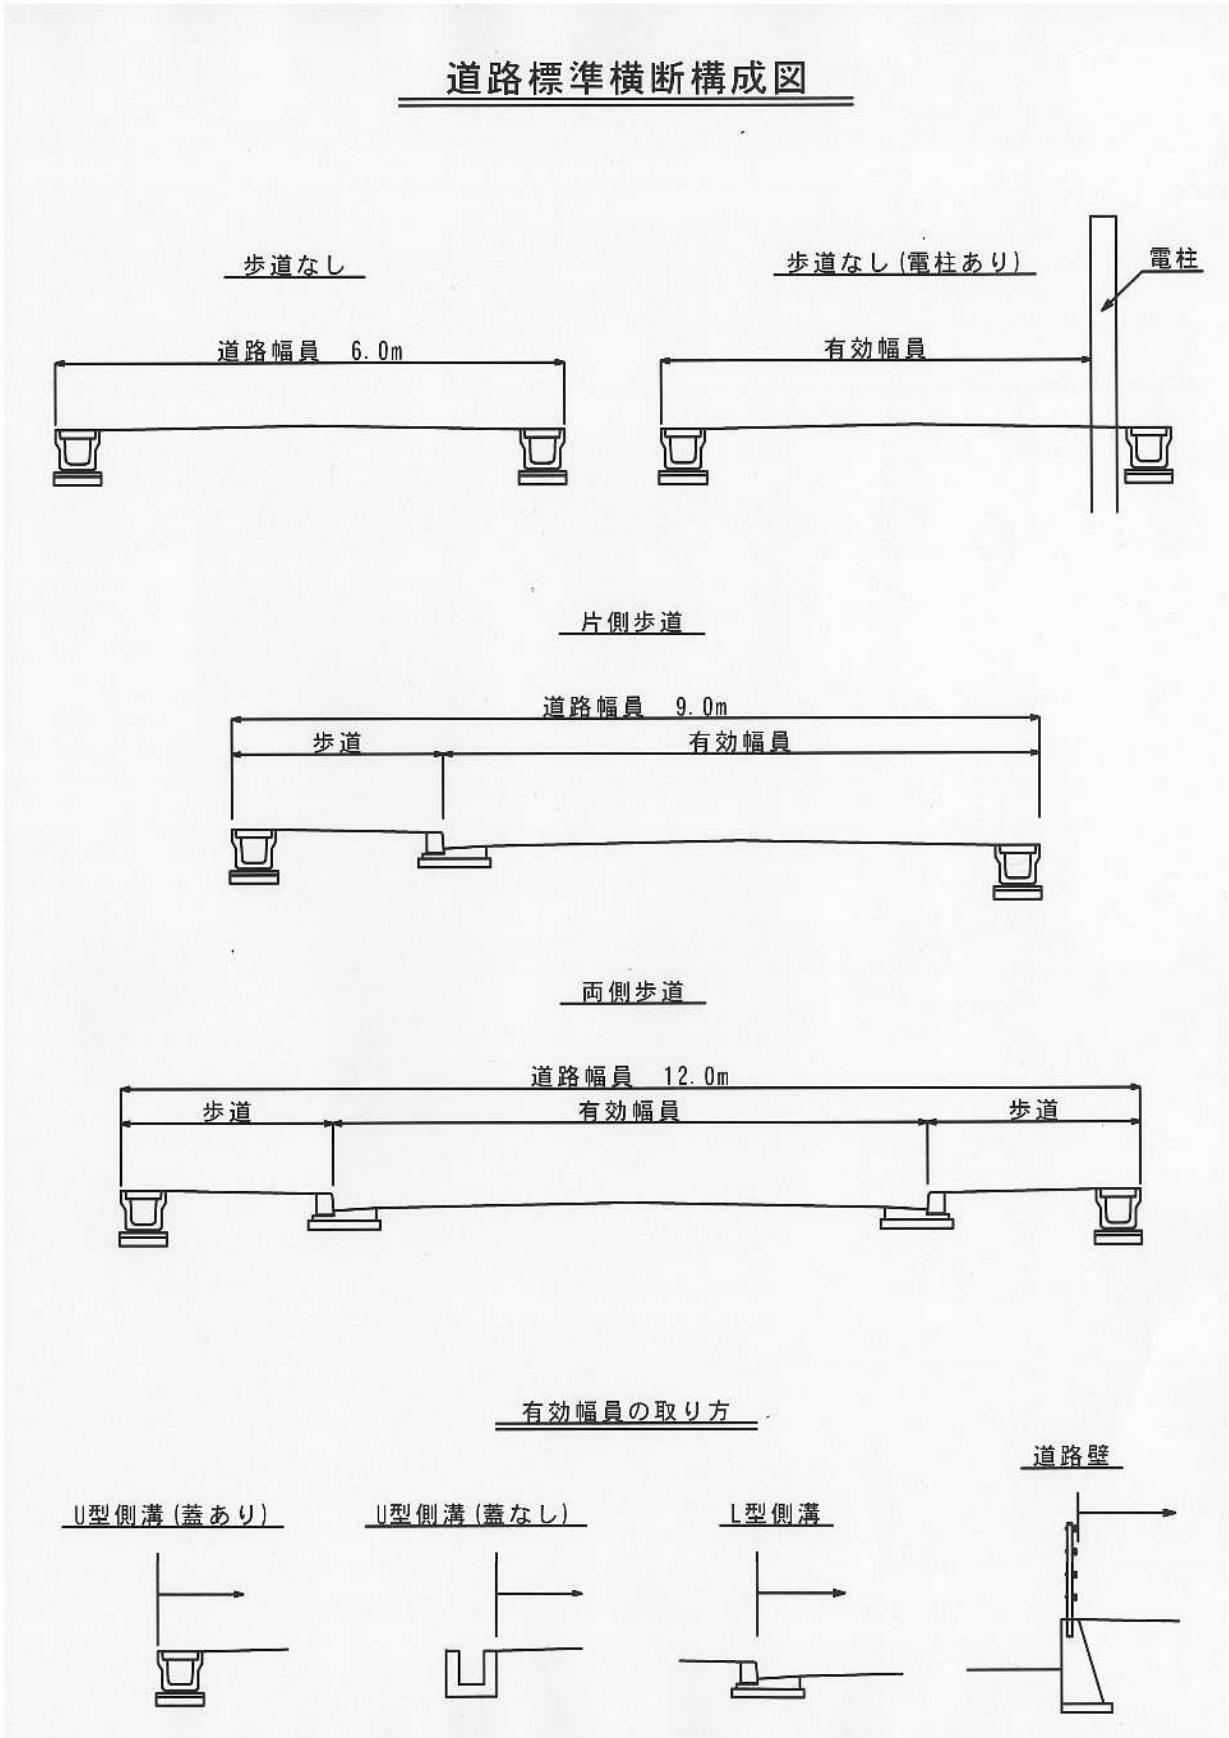 道路標準横断構成図
歩道なし
歩道なし(電柱あり)
電柱
道路幅員 6.0m
有効幅員
片側歩道
道路幅員 9.0m
歩道
有効幅員
両側歩道
道路幅員 12.0m
歩道
有効幅員
歩道
有効幅員の取り方
道路壁
U型側溝(蓋あり)
U型側溝(蓋なし)
L型側溝